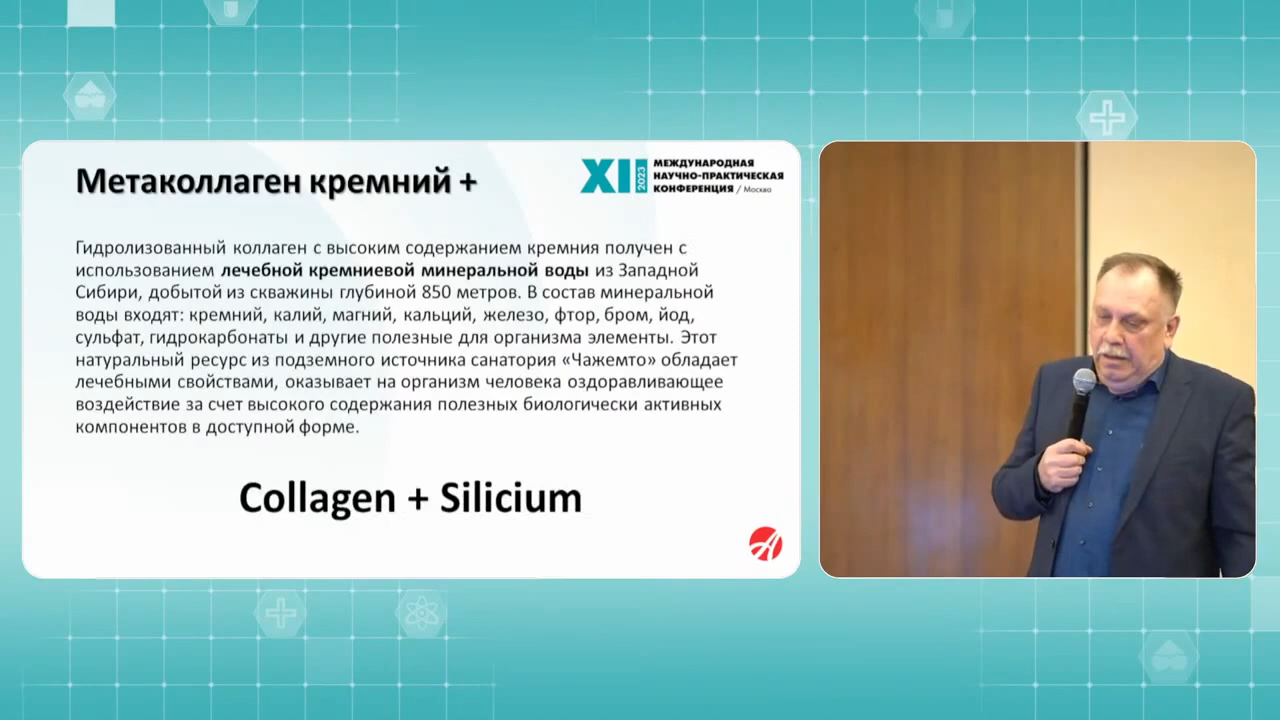 Метаколлаген кремний +
XII 2023 МЕЖДУНАРОДНАЯ
НАУЧНО-ПРАКТИЧЕСКАЯ
КОНФЕРЕНЦИЯ / Москва
Гидролизованный коллаген с высоким содержанием кремния получен с
использованием лечебной кремниевой минеральной воды из Западной
Сибири, добытой из скважины глубиной 850 метров. В состав минеральной
воды входят: кремний, калий, магний, кальций, железо, фтор, бром, йод,
сульфат, гидрокарбонаты и другие полезные для организма элементы. Этот
натуральный ресурс из подземного источника санатория «Чажемто» обладает
лечебными свойствами, оказывает на организм человека оздоравливающее
воздействие за счет высокого содержания полезных биологически активных
компонентов в доступной форме.
Collagen + Silicium